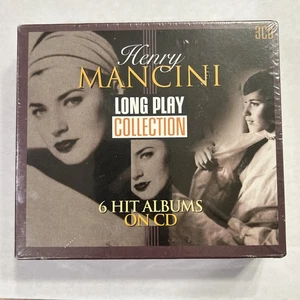 Henry
MANCINI
3CD
LONG PLAY
COLLECTION
6 HIT ALBUMS
ON CD